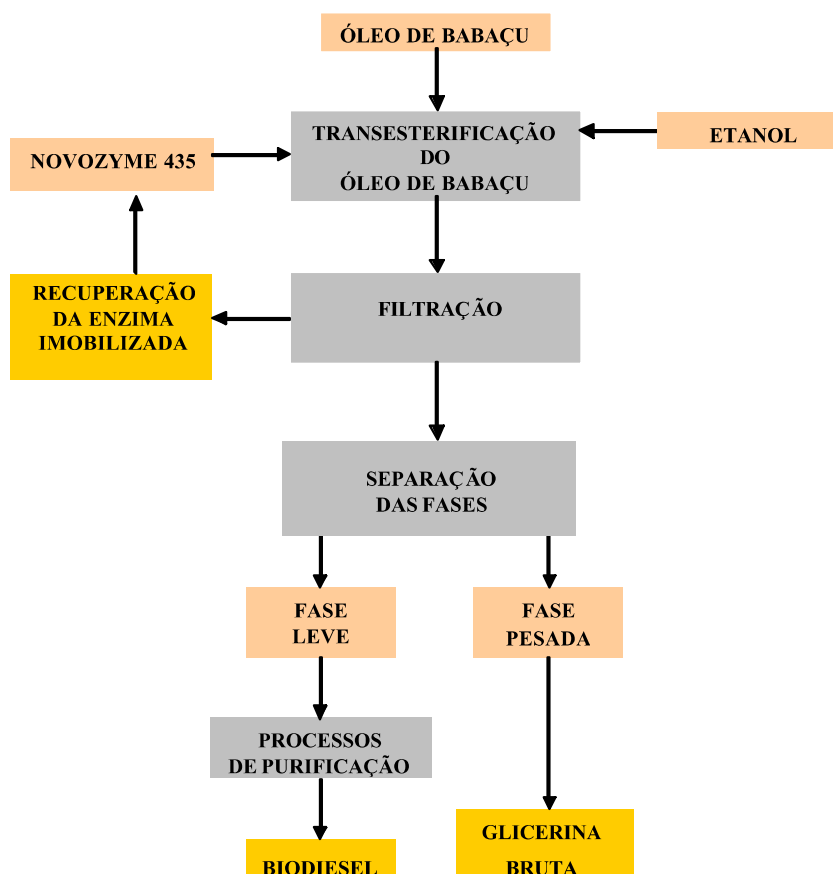 ÓLEO DE BABAÇU
TRANSESTERIFICAÇÃO
DO
ÓLEO DE BABAÇU
ETANOL
NOVOZYME 435
RECUPERAÇÃO
DA ENZIMA
IMOBILIZADA
FILTRAÇÃO
SEPARAÇÃO
DAS FASES
FASE
LEVE
FASE
PESADA
PROCESSOS
DE PURIFICAÇÃO
BIODIESEL
GLICERINA
BRUTA